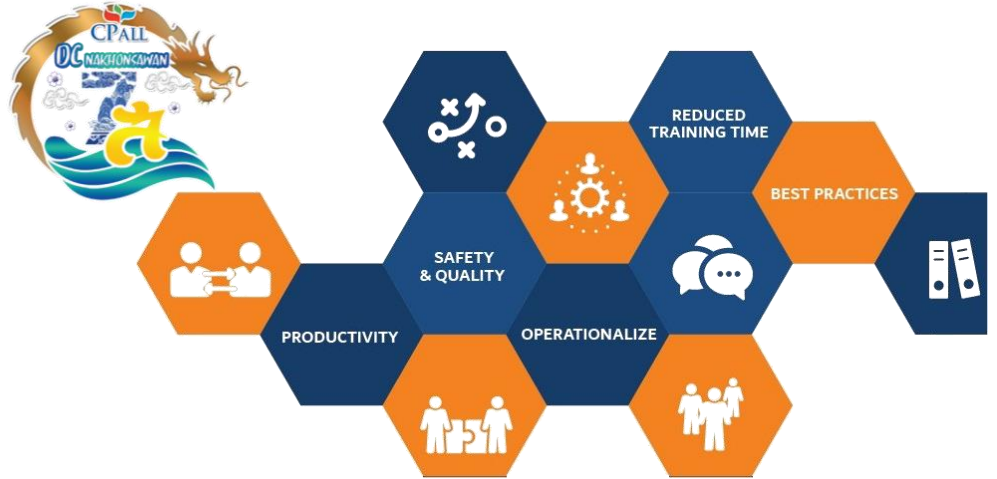 CPALL
DC NAKHONSAWAN
7
ส
REDUCED
TRAINING TIME
BEST PRACTICES
SAFETY
& QUALITY
PRODUCTIVITY
OPERATIONALIZE